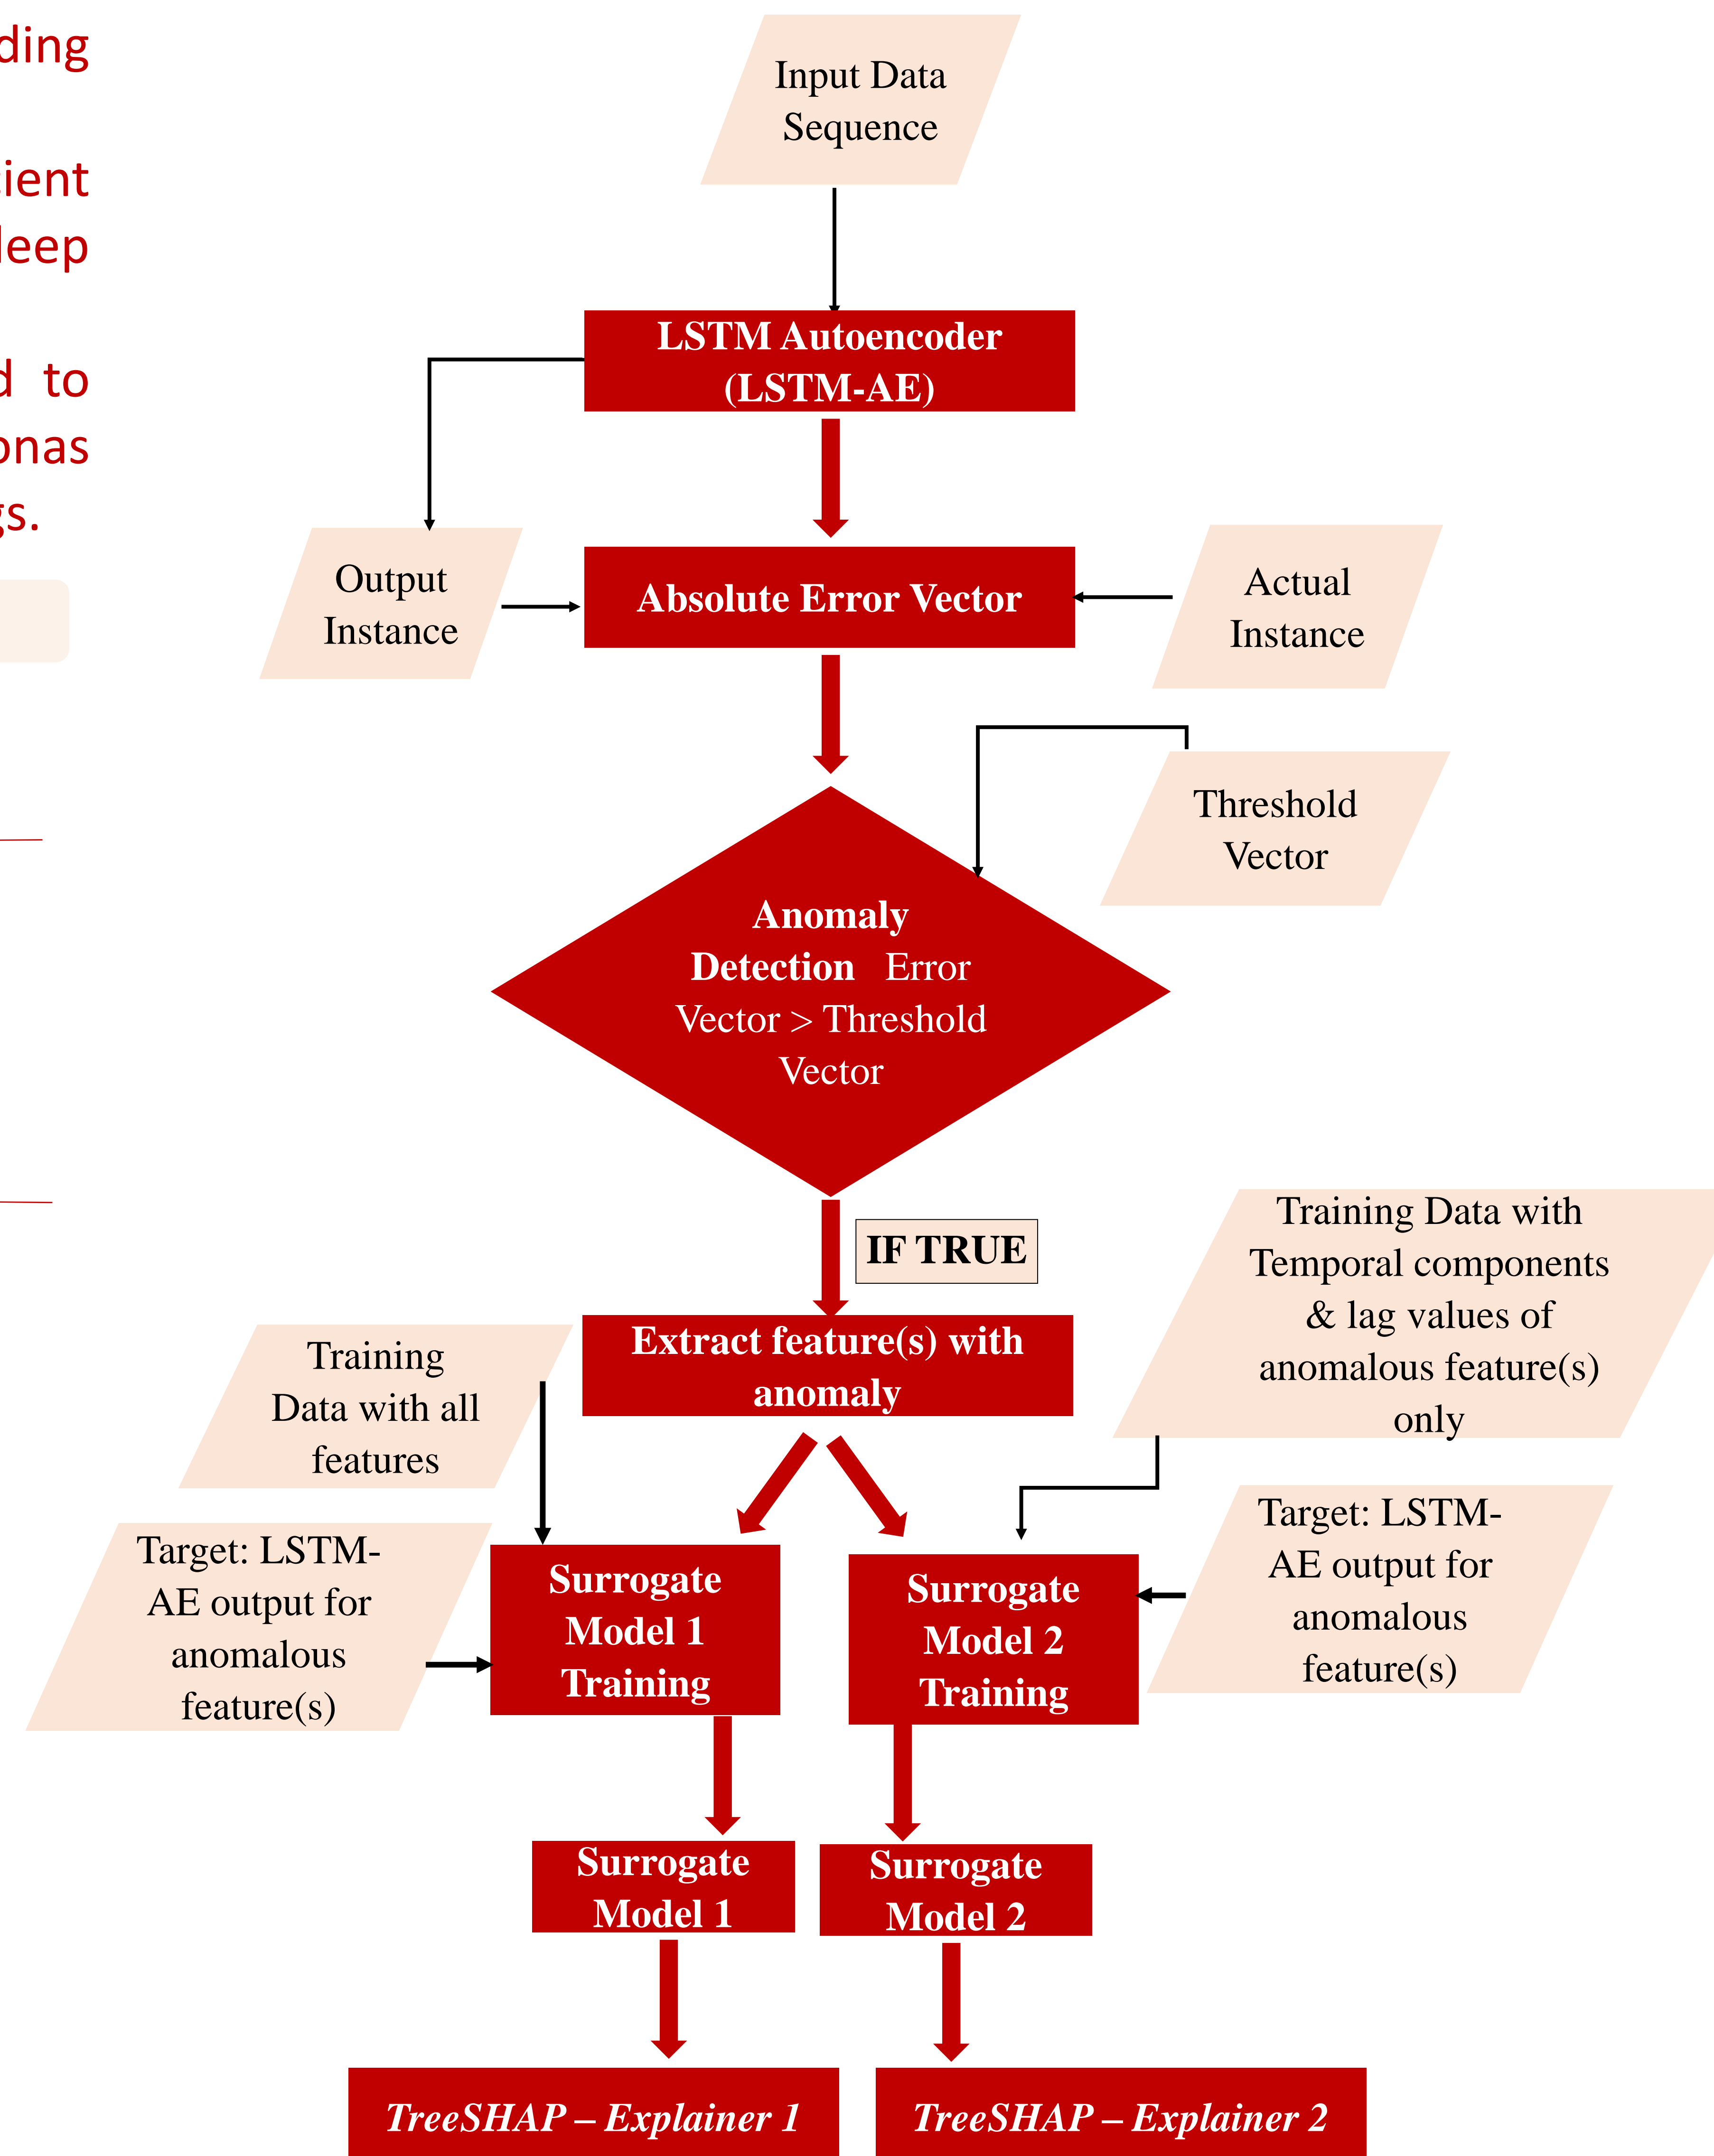 ding
leep
d to
gs.
Input Data
Sequence
LSTM Autoencoder
(LSTM-AE)
Output
Instance
Absolute Error Vector
Actual
Instance
Threshold
Vector
Anomaly
Detection Error
Vector > Threshold
Vector
IF TRUE
Training Data with
Temporal components
& lag values of
anomalous feature(s)
only
Extract feature(s) with
anomaly
Training
Data with all
features
Target: LSTM-
AE output for
anomalous
feature(s)
Surrogate
Model 1
Training
Surrogate
Model 2
Training
Target: LSTM-
AE output for
anomalous
feature(s)
Surrogate
Model 1
Surrogate
Model 2
TreeSHAP – Explainer 1
TreeSHAP – Explainer 2